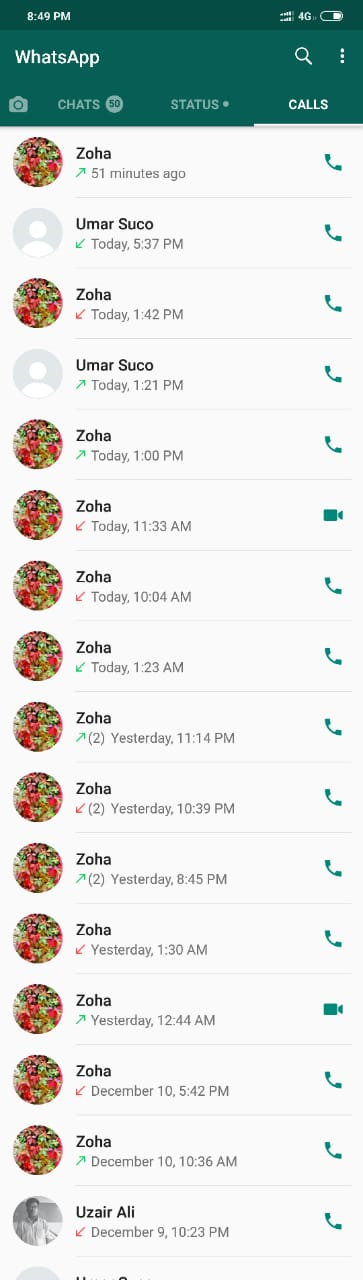 8:49 PM 4G
WhatsApp
CHATS 50 STATUS CALLS
Zoha
51 minutes ago
Umar Suco
Today, 5:37 PM
Zoha
Today, 1:42 PM
Umar Suco
Today, 1:21 PM
Zoha
Today, 1:00 PM
Zoha
Today, 11:33 AM
Zoha
Today, 10:04 AM
Zoha
Today, 1:23 AM
Zoha
(2) Yesterday, 11:14 PM
Zoha
(2) Yesterday, 10:39 PM
Zoha
(2) Yesterday, 8:45 PM
Zoha
Yesterday, 1:30 AM
Zoha
Yesterday, 12:44 AM
Zoha
December 10, 5:42 PM
Zoha
December 10, 10:36 AM
Uzair Ali
December 9, 10:23 PM